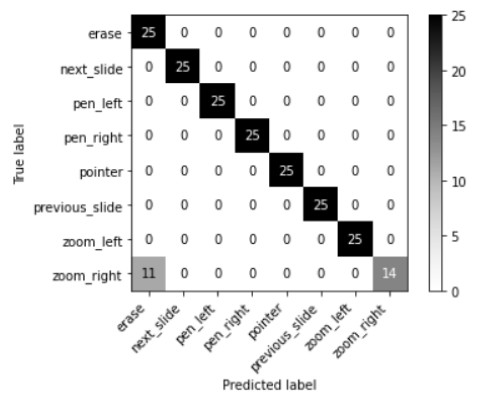 erase 25 0 0 0 0 0 0 0
next_slide 0 25 0 0 0 0 0 0
pen_left 0 0 25 0 0 0 0 0
pen_right 0 0 0 25 0 0 0 0
pointer 0 0 0 0 25 0 0 0
previous_slide 0 0 0 0 0 25 0 0
zoom_left 0 0 0 0 0 0 25 0
zoom_right 11 0 0 0 0 0 0 14
True label
erase
next_slide
pen_left
pen_right
pointer
previous_slide
zoom_left
zoom_right
Predicted label
25
20
15
10
5
0